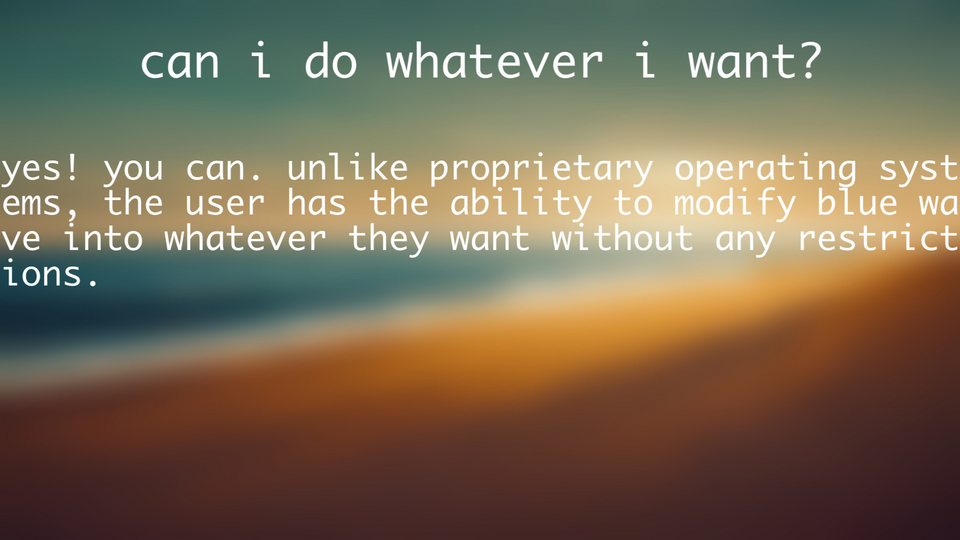 can i do whatever i want?
yes! you can. unlike proprietary operating syst
ems, the user has the ability to modify blue wa
ve into whatever they want without any restrict
ions.